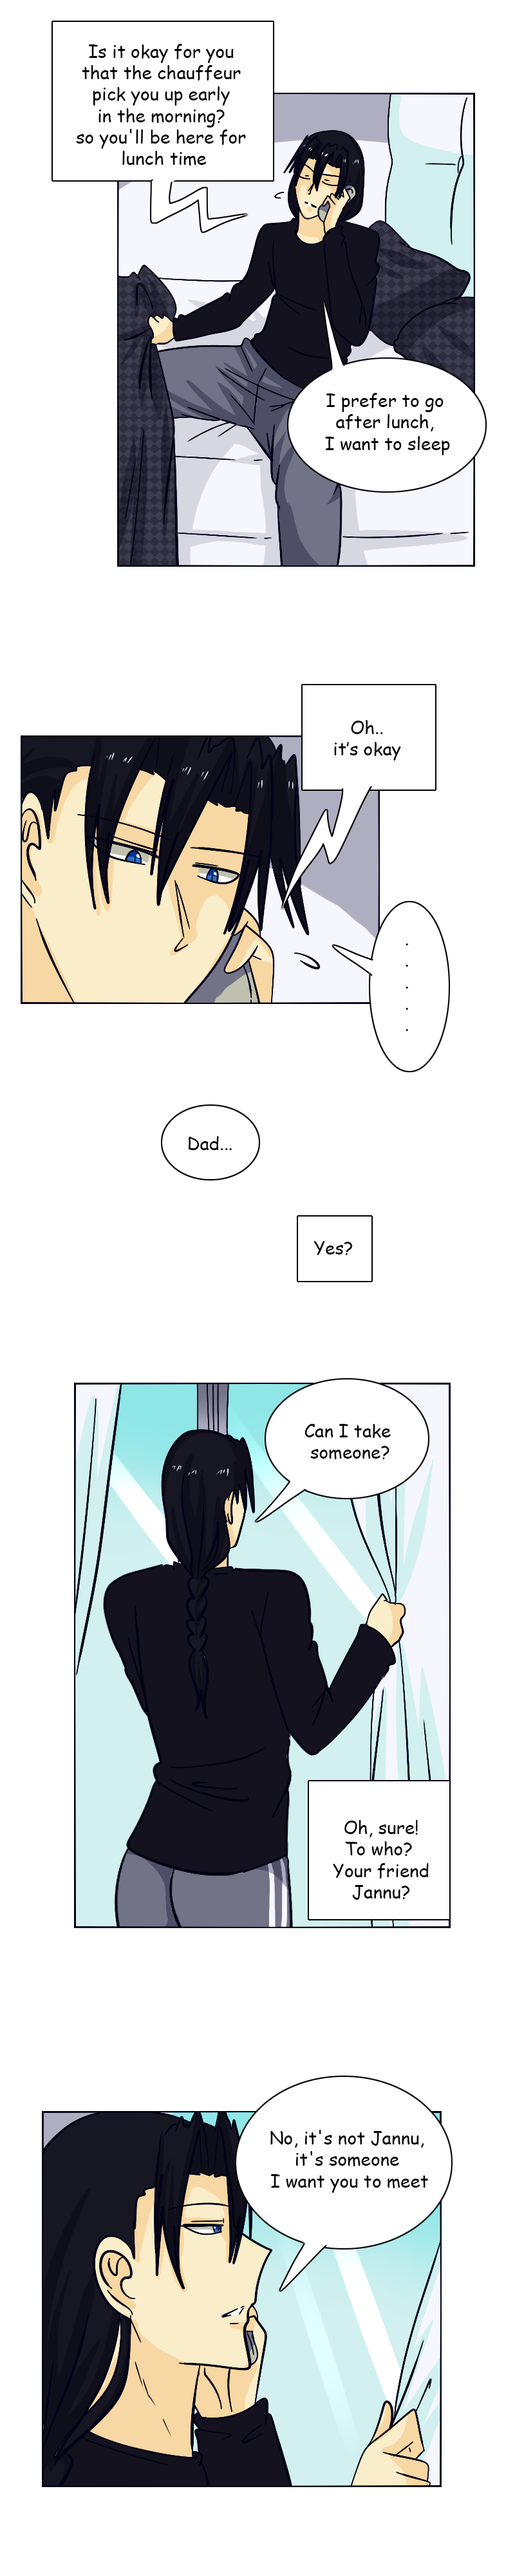 Is it okay for you
that the chauffeur
pick you up early
in the morning?
so you'll be here for
lunch time
I prefer to go
after lunch,
I want to sleep
Oh..
it's okay
.
.
.
.
.
Dad...
Yes?
Can I take
someone?
Oh, sure!
To who?
Your friend
Jannu?
No, it's not Jannu,
it's someone
I want you to meet